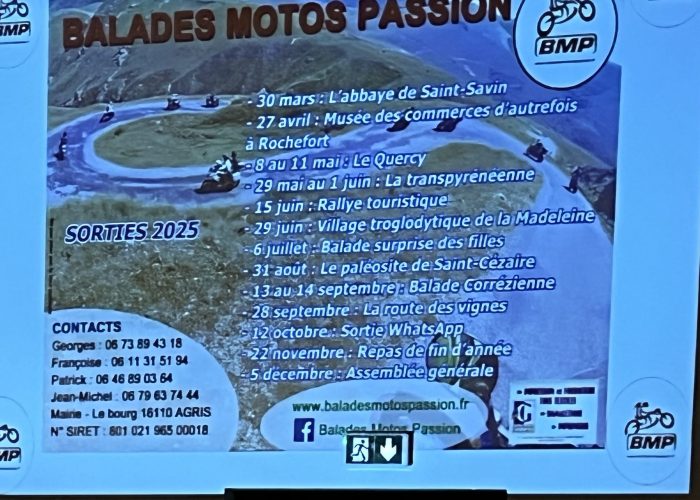 BALADES MOTOS PASSION
BMP
BMP
- 30 mars : L'abbaye de Saint-Savin
- 27 avril : Musée des commerces d'autrefois
à Rochefort
- 8 au 11 mai : Le Quercy
- 29 mai au 1 juin : La transpyrénéenne
- 15 juin : Rallye touristique
- 29 juin : Village troglodytique de la Madeleine
- 6 juillet : Balade surprise des filles
- 31 août : Le paléosite de Saint-Cézaire
- 13 au 14 septembre : Balade Corrézienne
- 28 septembre : La route des vignes
- 12 octobre : Sortie WhatsApp
- 22 novembre : Repas de fin d'année
- 5 décembre : Assemblée générale
SORTIES 2025
CONTACTS
Georges : 06 73 89 43 18
Françoise : 06 11 31 51 94
Patrick : 06 46 89 03 64
Jean-Michel : 06 79 63 74 44
Mairie - Le bourg 16110 AGRIS
N° SIRET : 801 021 965 00018
www.baladesmotospassion.fr
Balades Motos Passion
BMP
MP